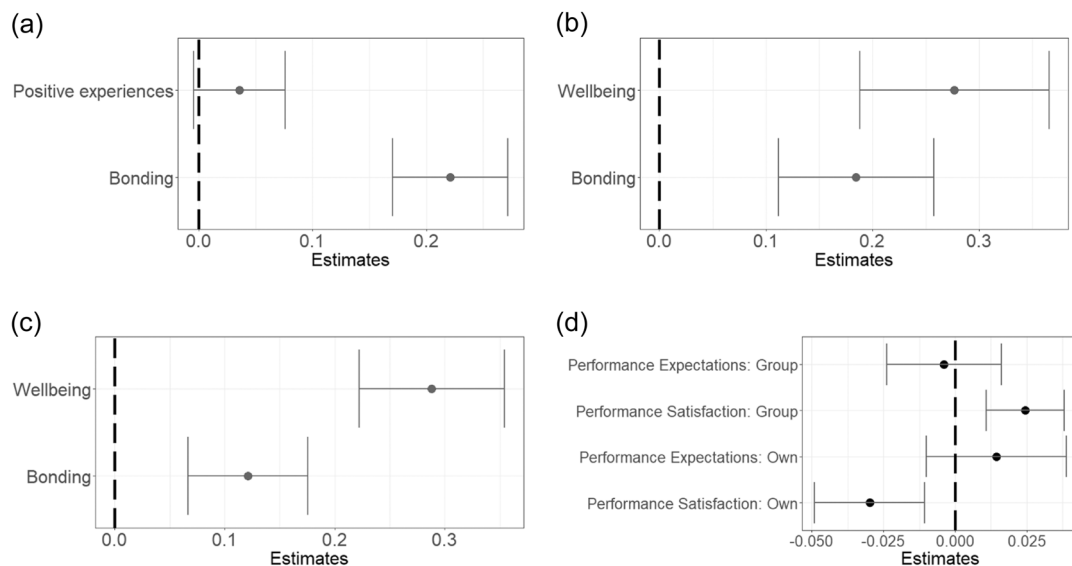 (a)
Positive experiences
Bonding
0.0 0.1 0.2
Estimates
(b)
Wellbeing
Bonding
0.0 0.1 0.2 0.3
Estimates
(c)
Wellbeing
Bonding
0.0 0.1 0.2 0.3
Estimates
(d)
Performance Expectations: Group
Performance Satisfaction: Group
Performance Expectations: Own
Performance Satisfaction: Own
-0.050 -0.025 0.000 0.025
Estimates